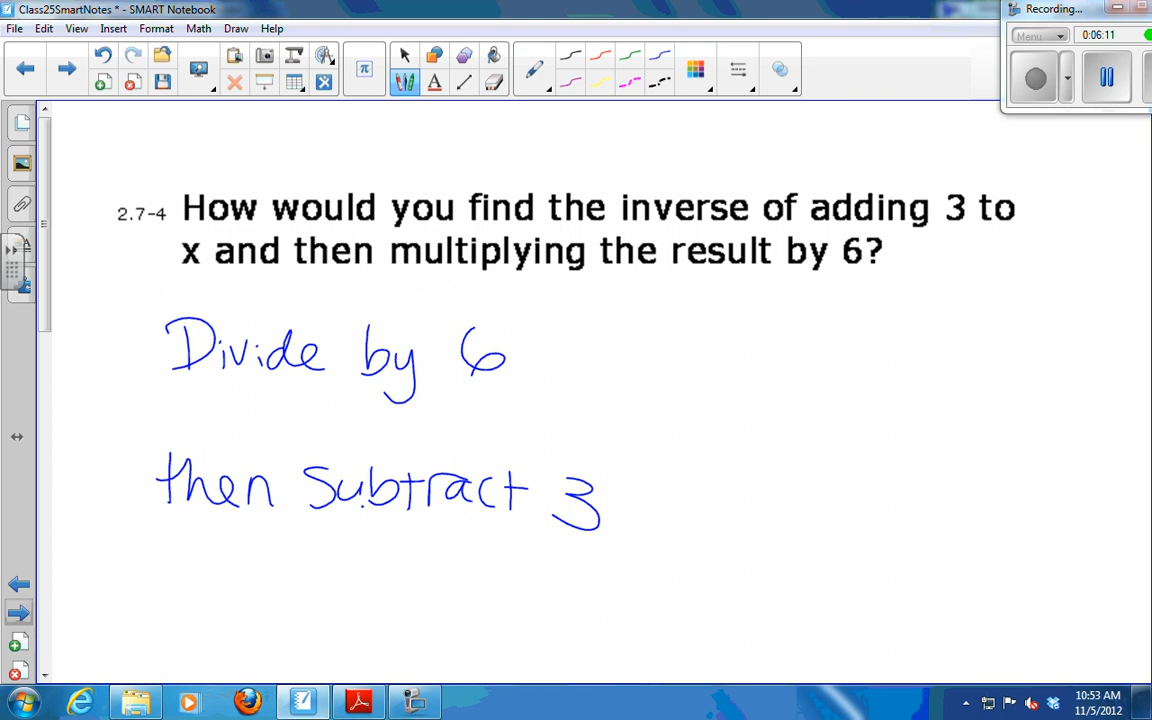 Class25SmartNotes * - SMART Notebook
Recording...
File Edit View Insert Format Math Draw Help
Menu
0:06:11
π
A
2.7-4 How would you find the inverse of adding 3 to
x and then multiplying the result by 6?
Divide by 6
then subtract 3
10:53 AM
11/5/2012